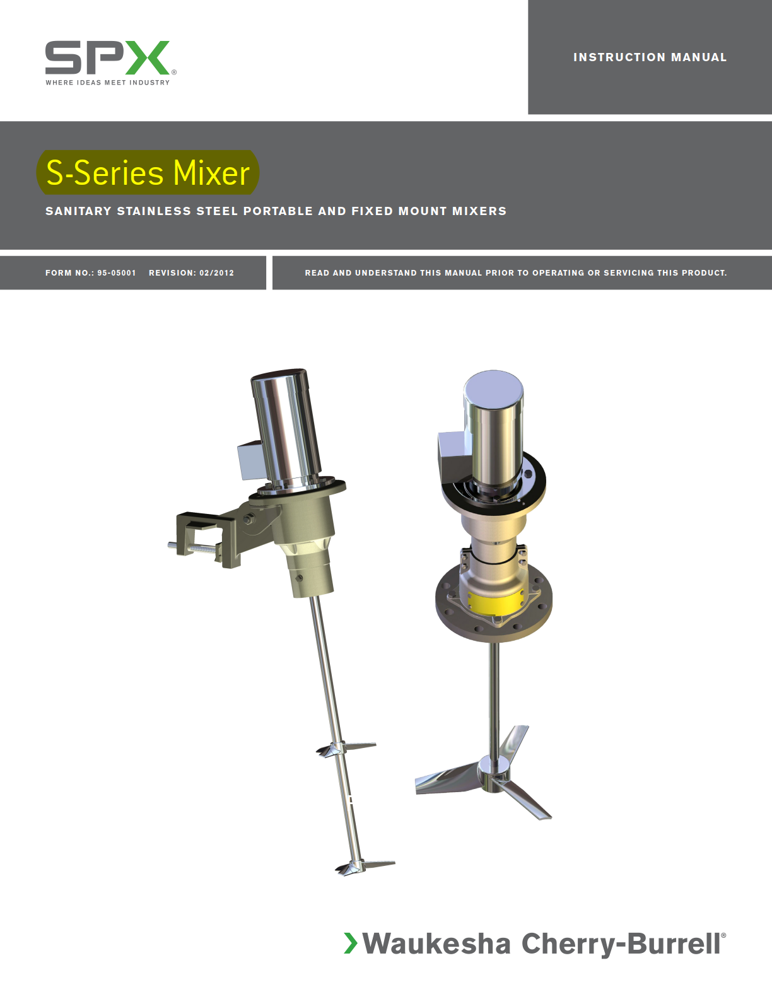 SPX®
WHERE IDEAS MEET INDUSTRY
INSTRUCTION MANUAL
S-Series Mixer
SANITARY STAINLESS STEEL PORTABLE AND FIXED MOUNT MIXERS
FORM NO.: 95-05001 REVISION: 02/2012
READ AND UNDERSTAND THIS MANUAL PRIOR TO OPERATING OR SERVICING THIS PRODUCT.
Waukesha Cherry-Burrell®